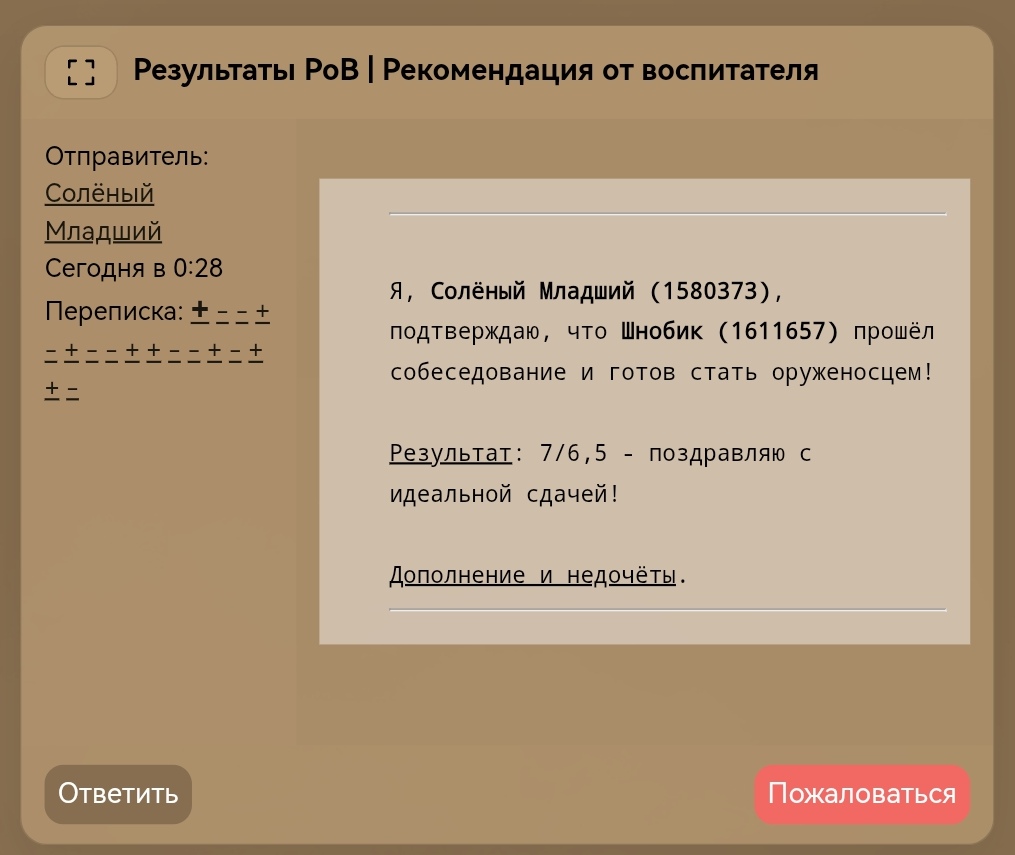 Результаты РоВ | Рекомендация от воспитателя
Отправитель:
Солёный
Младший
Сегодня в 0:28
Переписка: + - - +
- + - - + + - - + - +
+ -
Я, Солёный Младший (1580373),
подтверждаю, что Шнобик (1611657) прошёл
собеседование и готов стать оруженосцем!
Результат: 7/6,5 - поздравляю с
идеальной сдачей!
Дополнение и недочёты.
Ответить
Пожаловаться